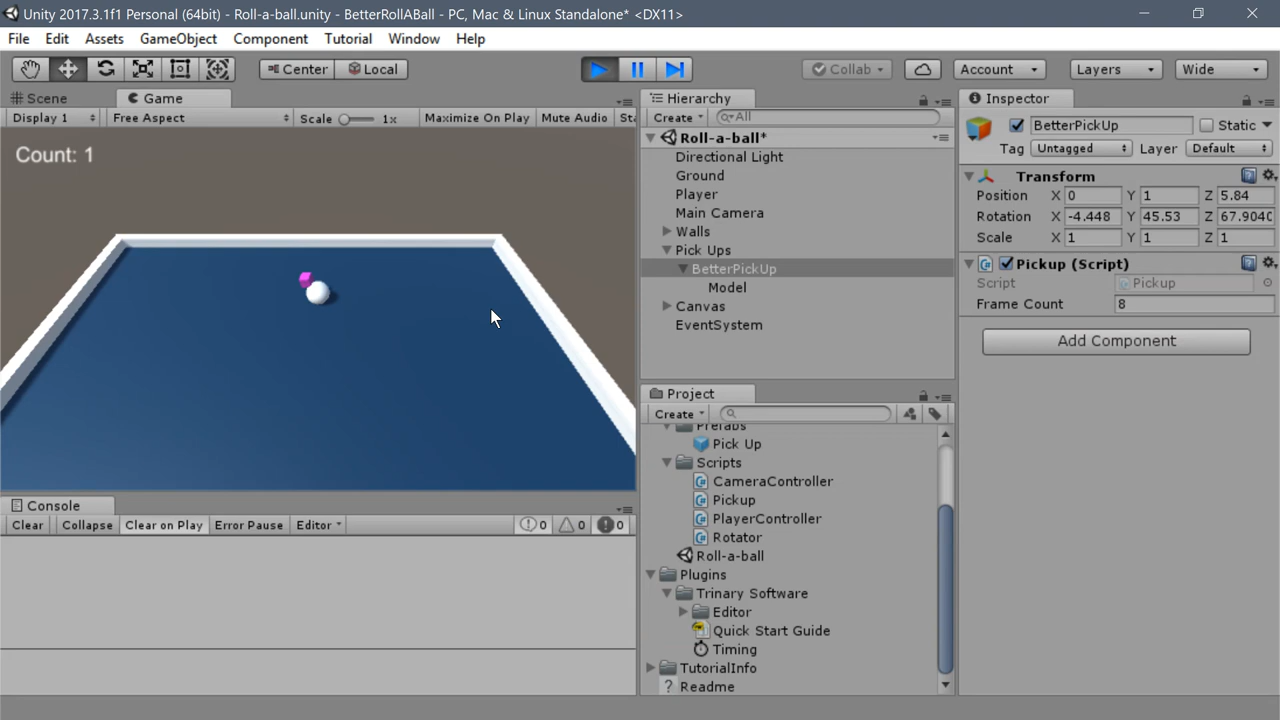 Unity 2017.3.1f1 Personal (64bit) - Roll-a-ball.unity - BetterRollABall - PC, Mac & Linux Standalone* <DX11>
File Edit Assets GameObject Component Tutorial Window Help
Center Local Collab Account Layers Wide
Scene Game
Display 1 Free Aspect Scale 1x Maximize On Play Mute Audio Sta
Count: 1
Console
Clear Collapse Clear on Play Error Pause Editor 0 0 0
Hierarchy
Create All
Roll-a-ball*
Directional Light
Ground
Player
Main Camera
Walls
Pick Ups
BetterPickUp
Model
Canvas
EventSystem
Project
Create
Prefabs
Pick Up
Scripts
CameraController
Pickup
PlayerController
Rotator
Roll-a-ball
Plugins
Trinary Software
Editor
Quick Start Guide
Timing
TutorialInfo
Readme
Inspector
BetterPickUp Static
Tag Untagged Layer Default
Transform
Position X 0 Y 1 Z 5.84
Rotation X -4.448 Y 45.53 Z 67.9040
Scale X 1 Y 1 Z 1
Pickup (Script)
Script Pickup
Frame Count 8
Add Component